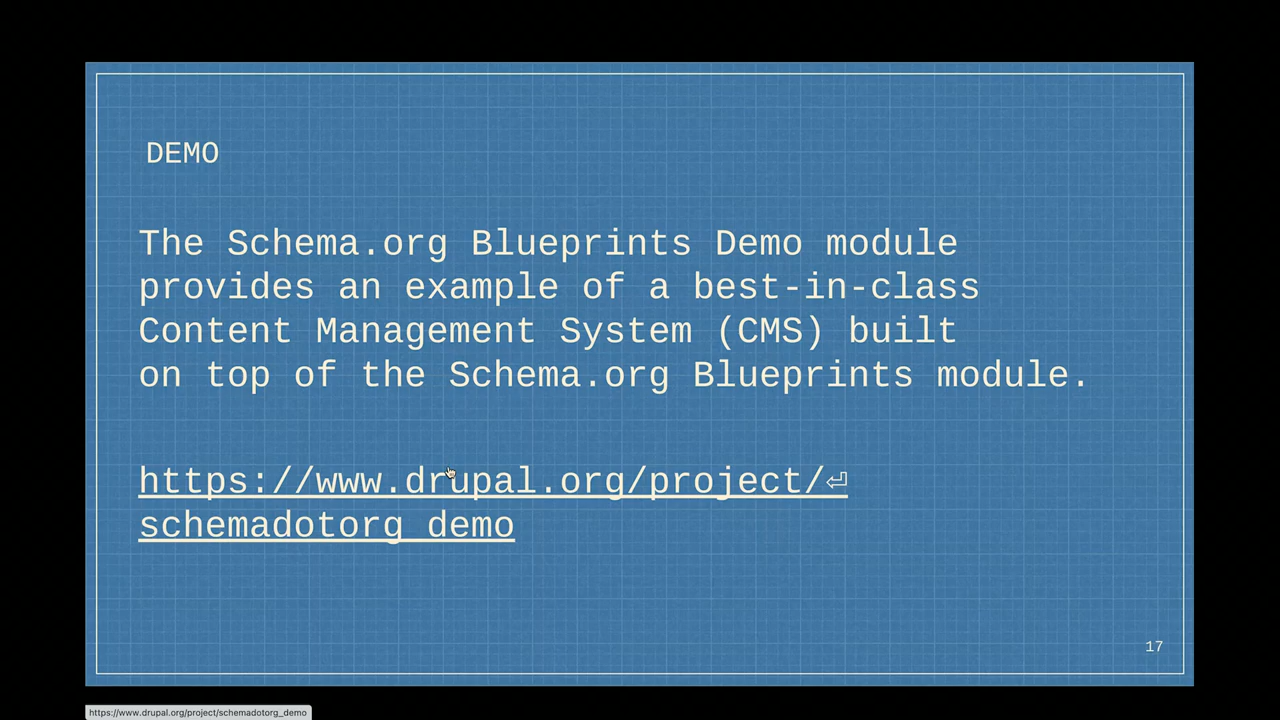 DEMO
The Schema.org Blueprints Demo module
provides an example of a best-in-class
Content Management System (CMS) built
on top of the Schema.org Blueprints module.
https://www.drupal.org/project/⏎
schemadotorg_demo
17
https://www.drupal.org/project/schemadotorg_demo